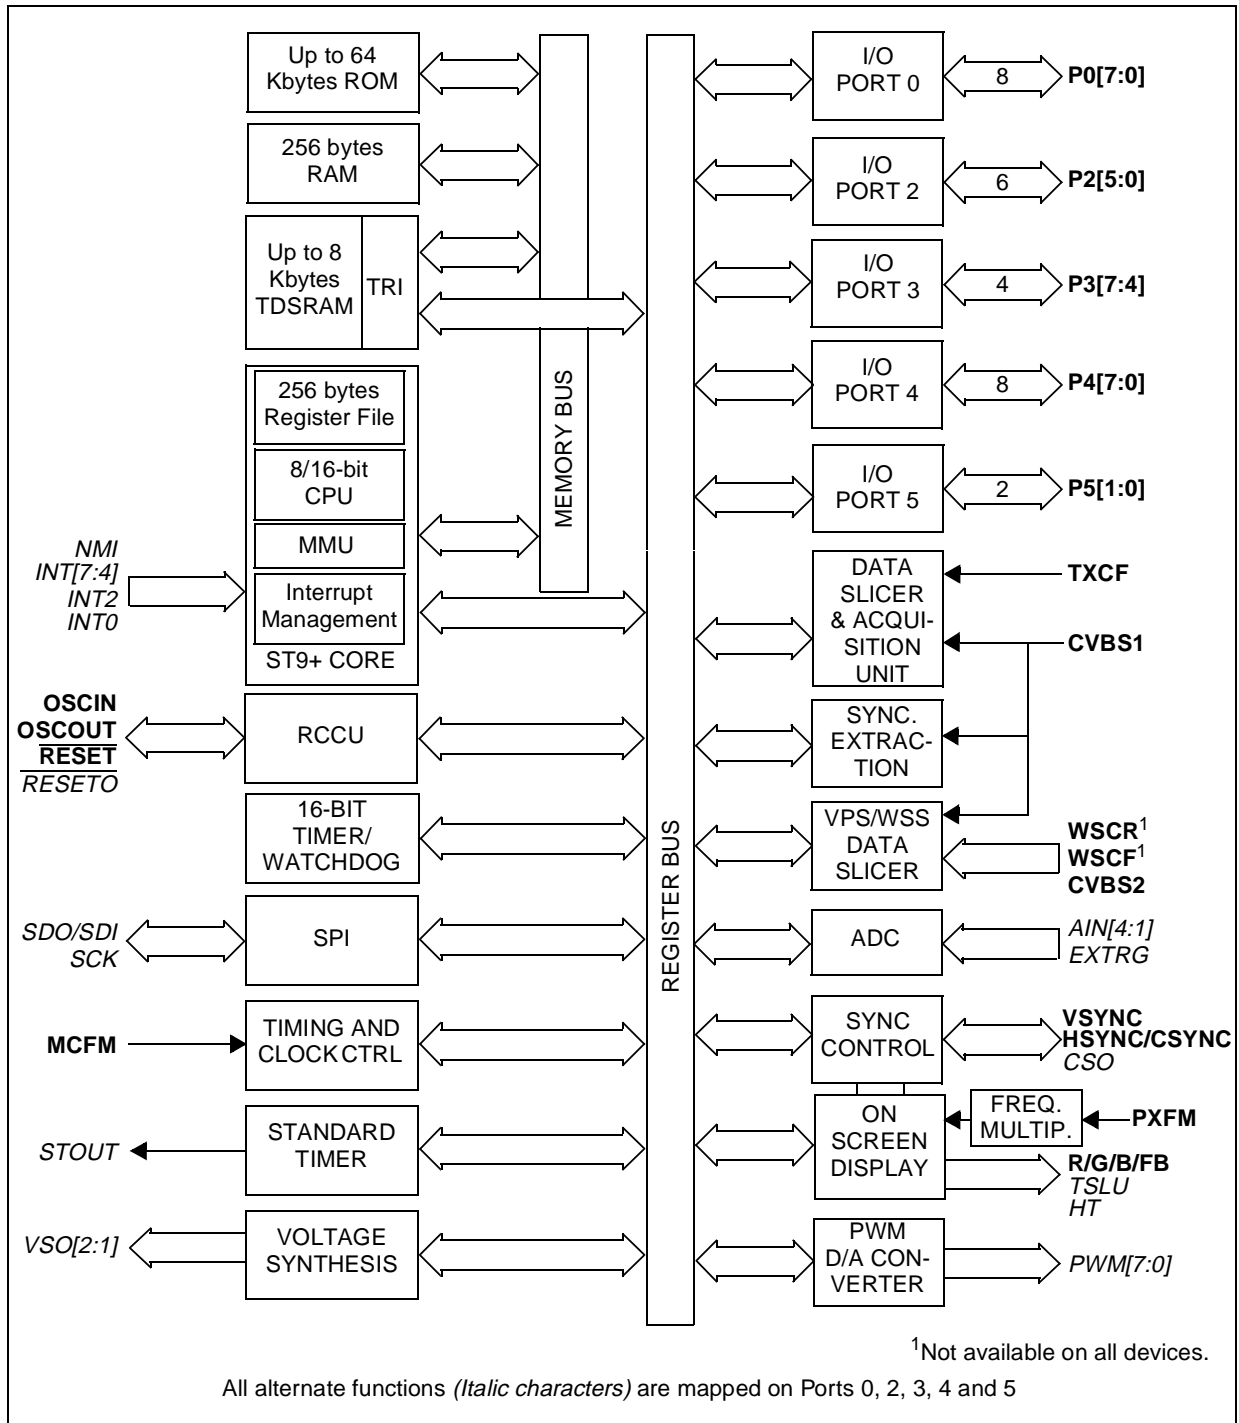 Up to 64
Kbytes ROM
256 bytes
RAM
Up to 8
Kbytes
TDSRAM
TRI
256 bytes
Register File
8/16-bit
CPU
MMU
Interrupt
Management
ST9+ CORE
NMI
INT[7:4]
INT2
INT0
OSCIN
OSCOUT
RESET
RESETO
RCCU
16-BIT
TIMER/
WATCHDOG
SDO/SDI
SCK
SPI
MCFM
TIMING AND
CLOCK CTRL
STOUT
STANDARD
TIMER
VSO[2:1]
VOLTAGE
SYNTHESIS
MEMORY BUS
REGISTER BUS
I/O
PORT 0
8
P0[7:0]
I/O
PORT 2
6
P2[5:0]
I/O
PORT 3
4
P3[7:4]
I/O
PORT 4
8
P4[7:0]
I/O
PORT 5
2
P5[1:0]
DATA
SLICER
& ACQUI-
SITION
UNIT
TXCF
CVBS1
SYNC.
EXTRAC-
TION
VPS/WSS
DATA
SLICER
WSCR1
WSCF1
CVBS2
ADC
AIN[4:1]
EXTRG
SYNC
CONTROL
VSYNC
HSYNC/CSYNC
CSO
ON
SCREEN
DISPLAY
FREQ.
MULTIP.
PXFM
R/G/B/FB
TSLU
HT
PWM
D/A CON-
VERTER
PWM[7:0]
1Not available on all devices.
All alternate functions (Italic characters) are mapped on Ports 0, 2, 3, 4 and 5